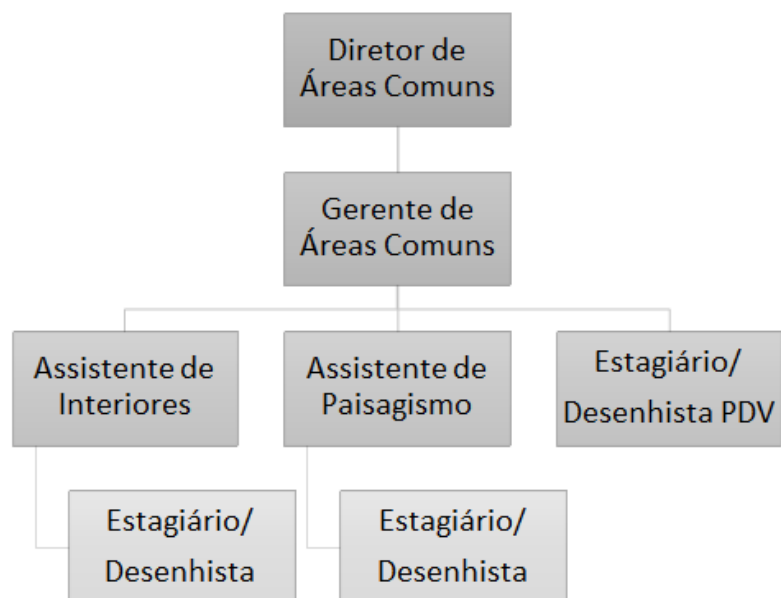 Diretor de
Áreas Comuns
Gerente de
Áreas Comuns
Assistente de
Interiores
Assistente de
Paisagismo
Estagiário/
Desenhista PDV
Estagiário/
Desenhista
Estagiário/
Desenhista